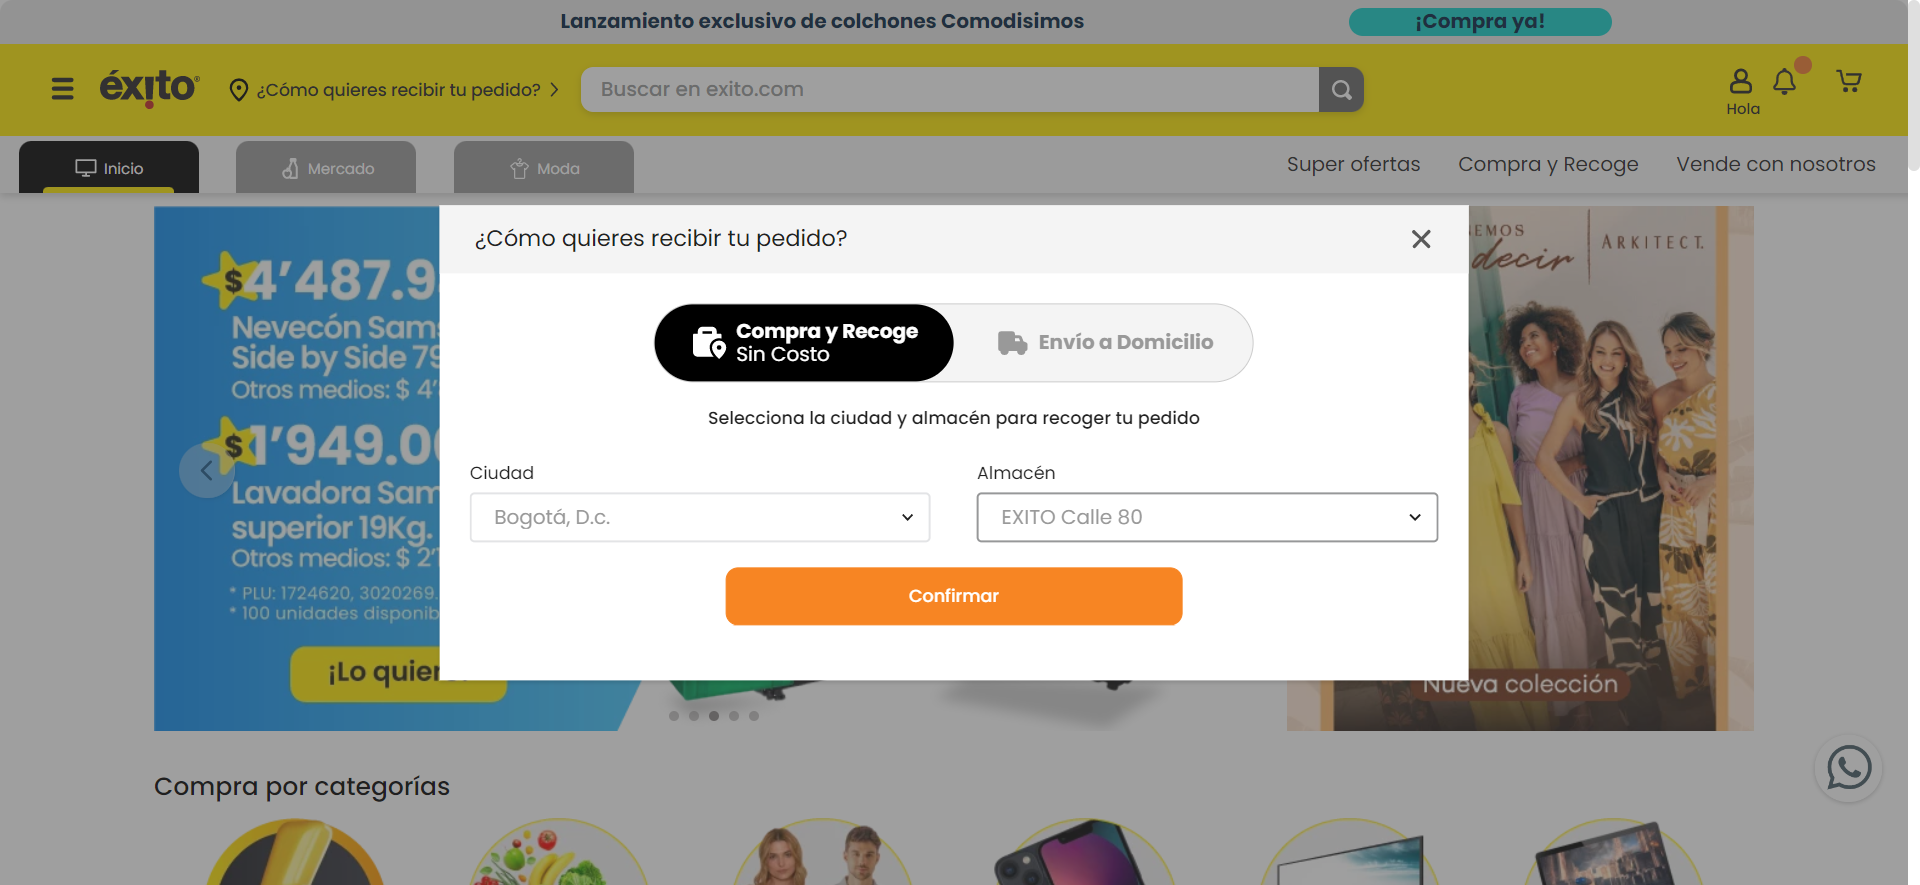 Lanzamiento exclusivo de colchones Comodisimos
¡Compra ya!
éxito
¿Cómo quieres recibir tu pedido?
Buscar en exito.com
Hola
Inicio
Mercado
Moda
Super ofertas
Compra y Recoge
Vende con nosotros
¿Cómo quieres recibir tu pedido?
Compra y Recoge
Sin Costo
Envío a Domicilio
Selecciona la ciudad y almacén para recoger tu pedido
Ciudad
Almacén
Bogotá, D.c.
EXITO Calle 80
Confirmar
$4’487.9
Nevecón Sam
Side by Side 79
Otros medios: $ 4’
$1’949.0
Lavadora Sam
superior 19Kg.
Otros medios: $ 2’1
* PLU: 1724620, 3020269.
* 100 unidades disponib
¡Lo quier
EMOS
decir
ARKITECT.
Nueva colección
Compra por categorías